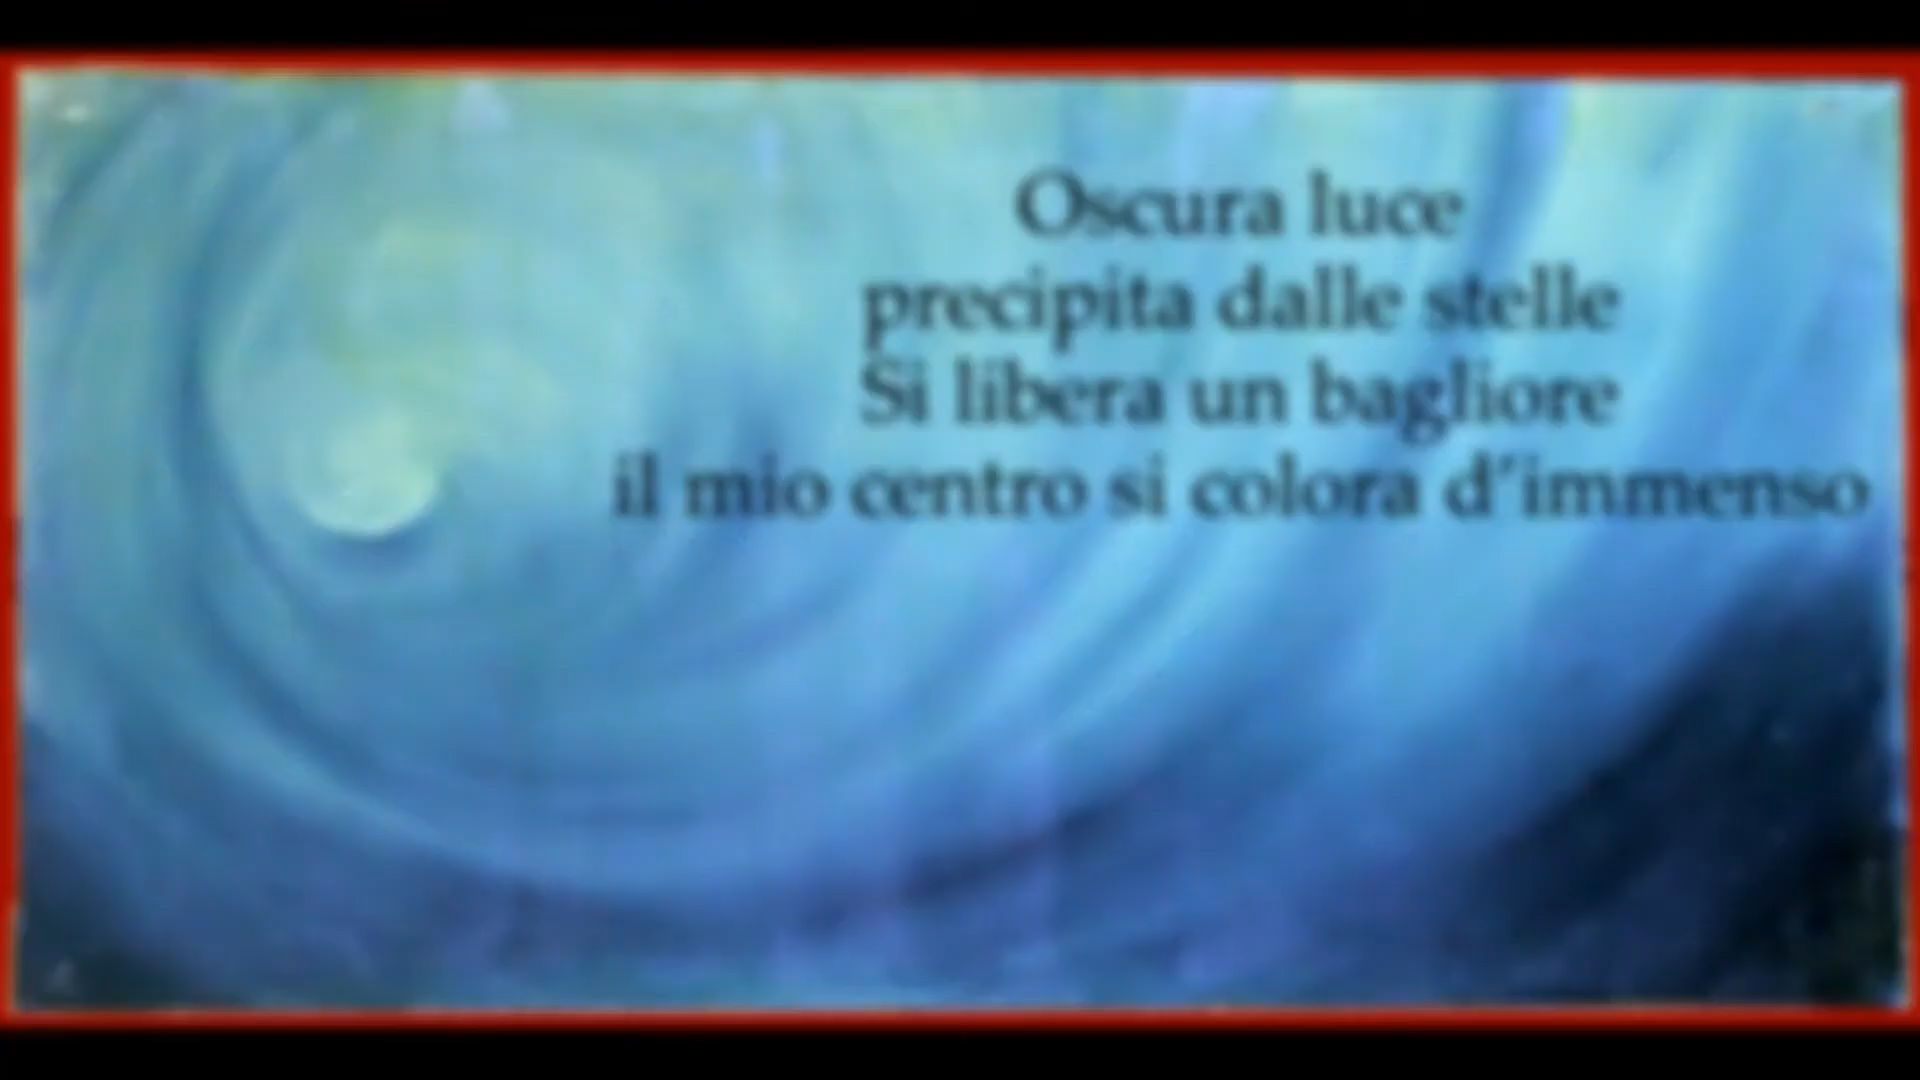 Oscura luce
precipita dalle stelle
Si libera un bagliore
il mio centro si colora d'immenso